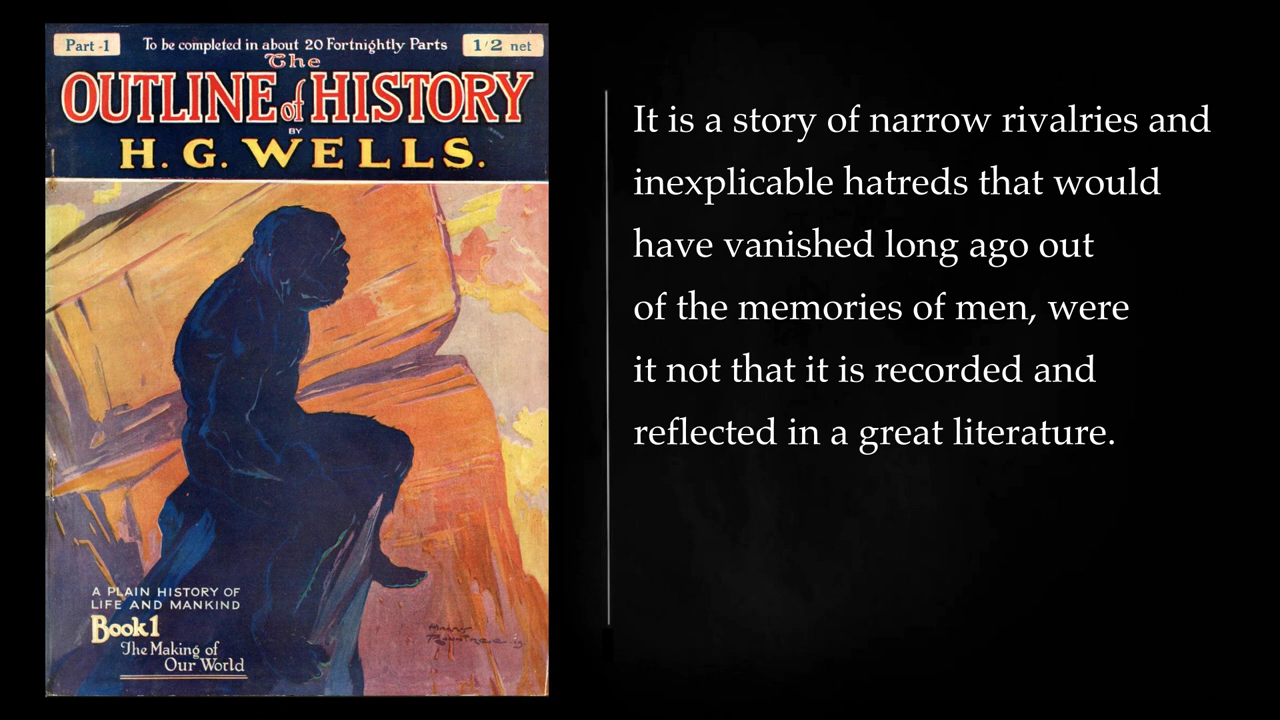 Part -1
To be completed in about 20 Fortnightly Parts
1/2 net
The
OUTLINE of HISTORY
BY
H. G. WELLS.
A PLAIN HISTORY OF
LIFE AND MANKIND
Book 1
The Making of
Our World
It is a story of narrow rivalries and
inexplicable hatreds that would
have vanished long ago out
of the memories of men, were
it not that it is recorded and
reflected in a great literature.